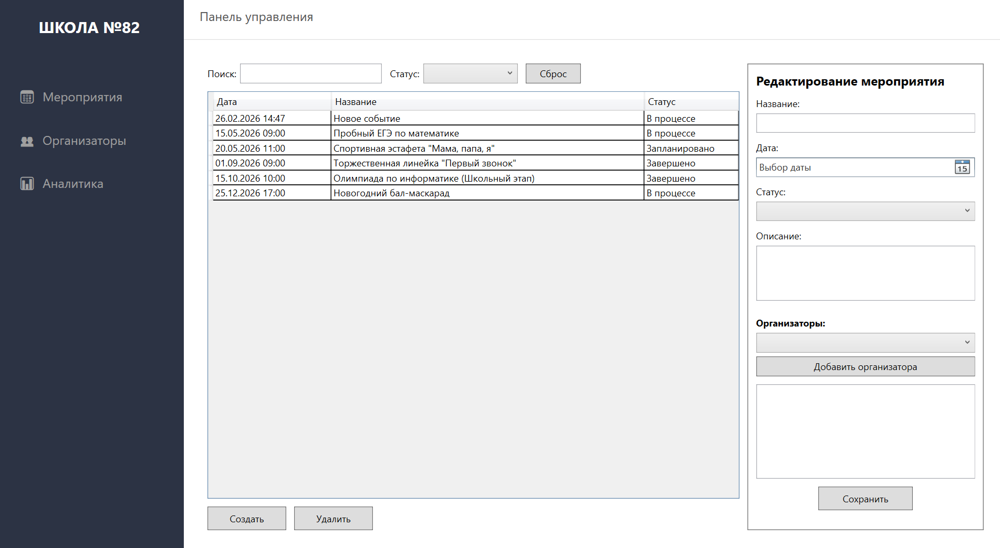 ШКОЛА №82
Мероприятия
Организаторы
Аналитика
Панель управления
Поиск: Статус: Сброс
Дата Название Статус
26.02.2026 14:47 Новое событие В процессе
15.05.2026 09:00 Пробный ЕГЭ по математике В процессе
20.05.2026 11:00 Спортивная эстафета "Мама, папа, я" Запланировано
01.09.2026 09:00 Торжественная линейка "Первый звонок" Завершено
15.10.2026 10:00 Олимпиада по информатике (Школьный этап) Завершено
25.12.2026 17:00 Новогодний бал-маскарад В процессе
Создать Удалить
Редактирование мероприятия
Название:
Дата:
Выбор даты 15
Статус:
Описание:
Организаторы:
Добавить организатора
Сохранить